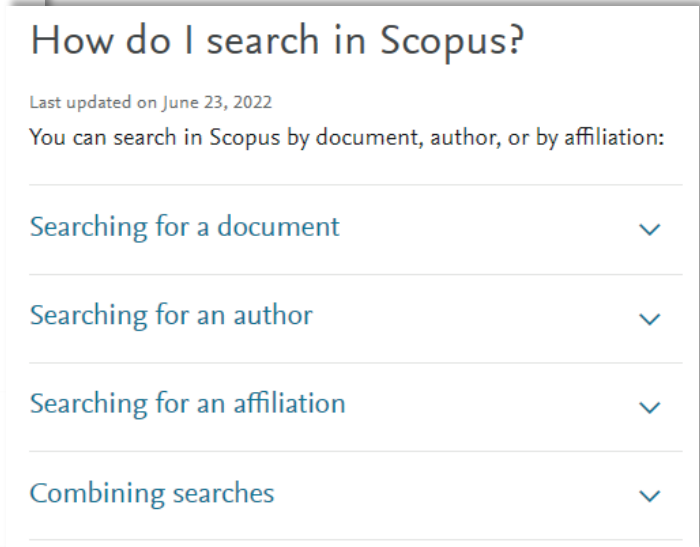 How do I search in Scopus?
Last updated on June 23, 2022
You can search in Scopus by document, author, or by affiliation:
Searching for a document
Searching for an author
Searching for an affiliation
Combining searches